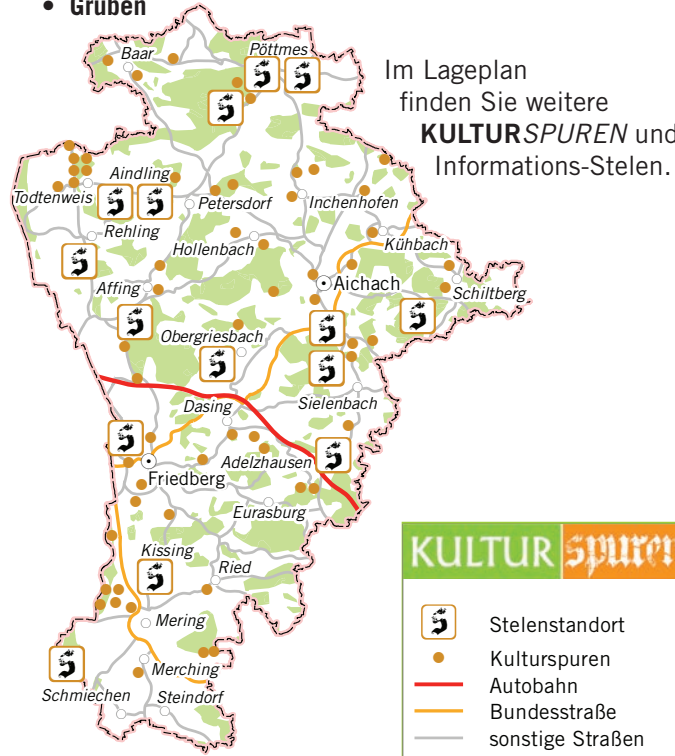 • Gruben
Im Lageplan
finden Sie weitere
KULTURSPUREN und
Informations-Stelen.
Baar
Pöttmes
Aindling
Todtenweis
Petersdorf
Inchenhofen
Rehling
Hollenbach
Kühbach
Affing
Aichach
Schiltberg
Obergriesbach
Dasing
Sielenbach
Adelzhausen
Friedberg
Eurasburg
Kissing
Ried
Mering
Merching
Schmiechen
Steindorf
KULTUR spuren
Stelenstandort
Kulturspuren
Autobahn
Bundesstraße
sonstige Straßen